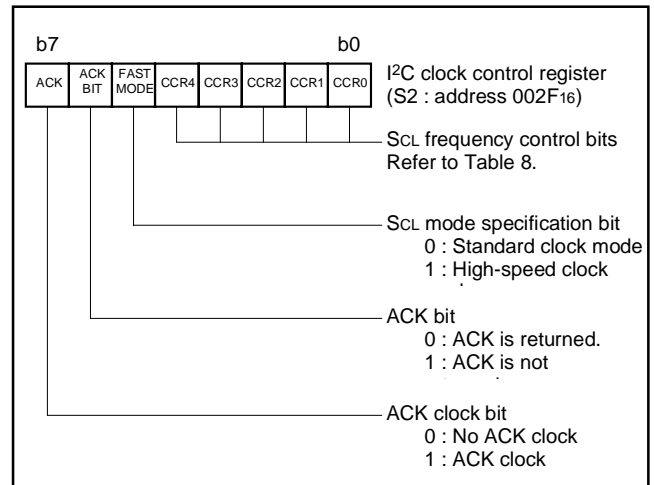 b7 b0
ACK ACK BIT FAST MODE CCR4 CCR3 CCR2 CCR1 CCR0
I2C clock control register
(S2 : address 002F16)
SCL frequency control bits
Refer to Table 8.
SCL mode specification bit
0 : Standard clock mode
1 : High-speed clock
ACK bit
0 : ACK is returned.
1 : ACK is not
ACK clock bit
0 : No ACK clock
1 : ACK clock